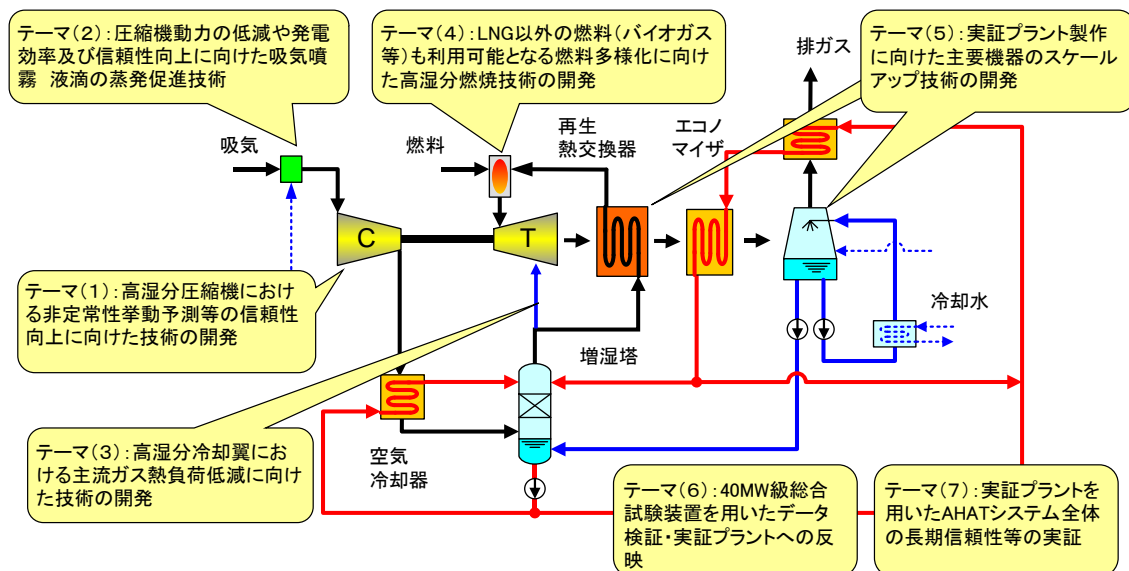 テーマ(2):圧縮機動力の低減や発電
効率及び信頼性向上に向けた吸気噴
霧 液滴の蒸発促進技術
テーマ(4):LNG以外の燃料(バイオガス
等)も利用可能となる燃料多様化に向
けた高湿分燃焼技術の開発
テーマ(5):実証プラント製作
に向けた主要機器のスケール
アップ技術の開発
排ガス
吸気
燃料
再生
熱交換器
エコノ
マイザ
C
T
テーマ(1):高湿分圧縮機におけ
る非定常性挙動予測等の信頼性
向上に向けた技術の開発
冷却水
増湿塔
テーマ(3):高湿分冷却翼にお
ける主流ガス熱負荷低減に向
けた技術の開発
空気
冷却器
テーマ(6):40MW級総合
試験装置を用いたデータ
検証・実証プラントへの反
映
テーマ(7):実証プラントを
用いたAHATシステム全体
の長期信頼性等の実証